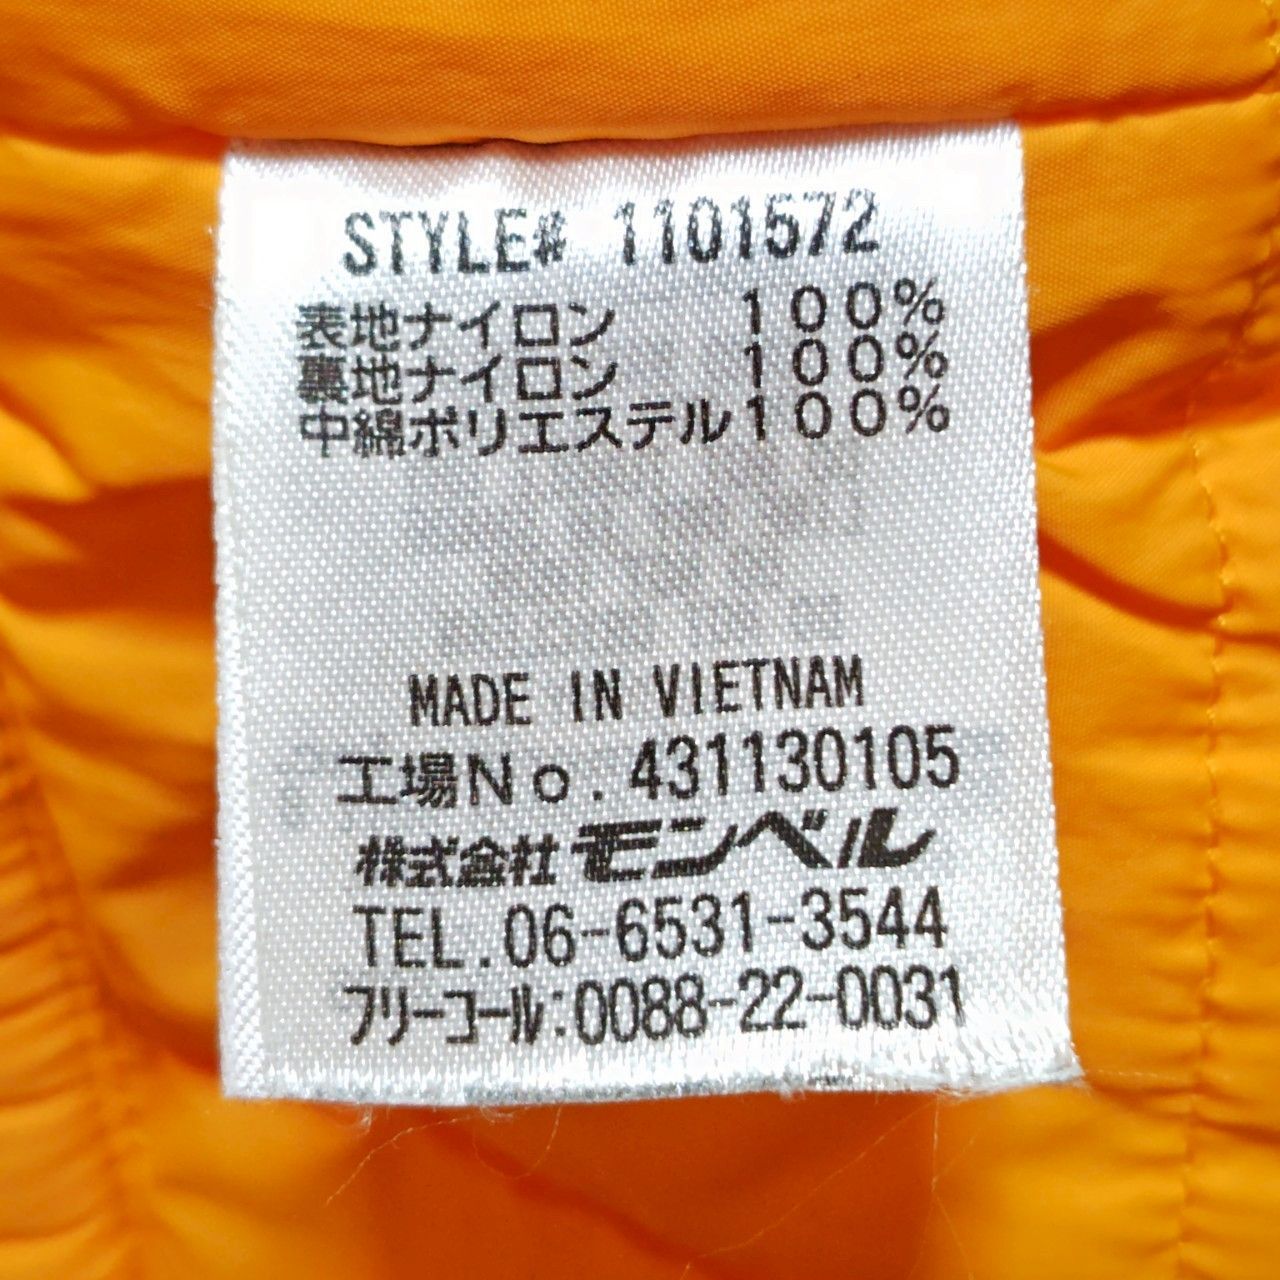 STYLE# 1101572
表地ナイロン 100%
裏地ナイロン 100%
中綿ポリエステル100%
MADE IN VIETNAM
工場No. 431130105
株式会社モンベル
TEL. 06-6531-3544
フリーコール:0088-22-0031